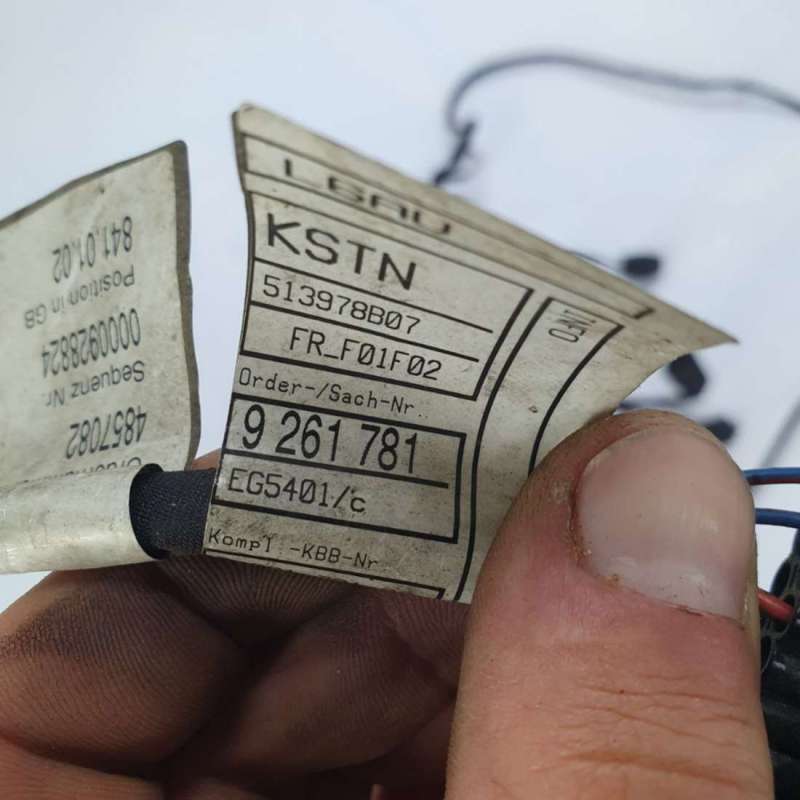 KSTN
513978B07
FR_F01F02
Order-/Sach-Nr.
9 261 781
EG5401/c
Kompl.-KBB-Nr
INFO
4857082
Sequenz Nr.
0000928824
Position in GB
841.01.02